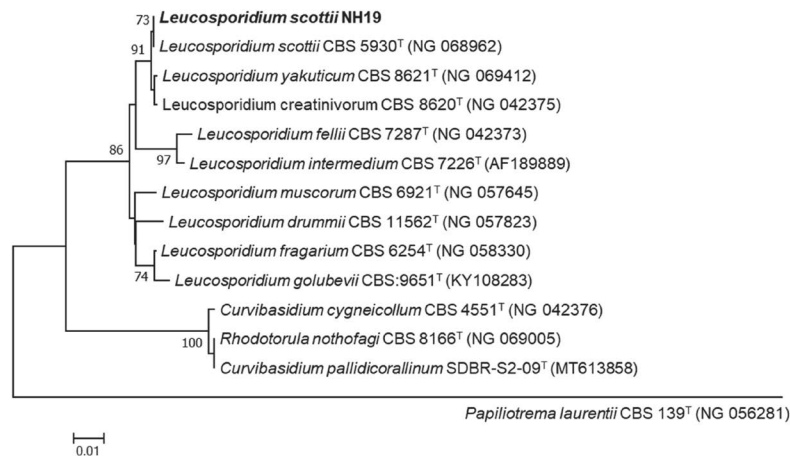 73
Leucosporidium scottii NH19
Leucosporidium scottii CBS 5930ᵀ (NG 068962)
91
Leucosporidium yakuticum CBS 8621ᵀ (NG 069412)
Leucosporidium creatinivorum CBS 8620ᵀ (NG 042375)
Leucosporidium fellii CBS 7287ᵀ (NG 042373)
86
97
Leucosporidium intermedium CBS 7226ᵀ (AF189889)
Leucosporidium muscorum CBS 6921ᵀ (NG 057645)
Leucosporidium drummii CBS 11562ᵀ (NG 057823)
Leucosporidium fragarium CBS 6254ᵀ (NG 058330)
74
Leucosporidium golubevii CBS:9651ᵀ (KY108283)
Curvibasidium cygneicollum CBS 4551ᵀ (NG 042376)
100
Rhodotorula nothofagi CBS 8166ᵀ (NG 069005)
Curvibasidium pallidicorallinum SDBR-S2-09ᵀ (MT613858)
Papiliotrema laurentii CBS 139ᵀ (NG 056281)
0.01